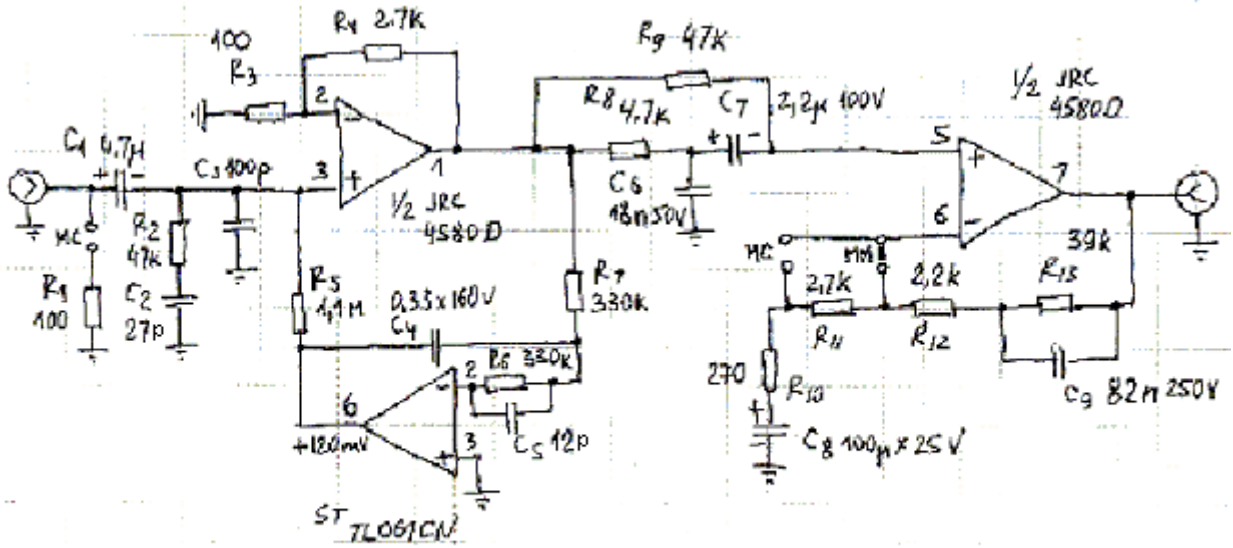 100
R3
R4 2.7K
R9 47K
1/2 JRC
4580D
C1 4.7µ
+ -
C3 100p
2
-
3
+
1
1/2 JRC
4580D
R8 4.7K
C7
2,2µ 100V
+ -
C6
18n 50V
5
+
6
-
7
39k
MC
R2
47K
C2
27p
R1
100
R5
1,1M
0,35x160V
C4
R7
330K
R6 330k
C5 12p
2
-
3
+
6
+120mV
ST TL061CN
MC
MM
2,7k
R11
2,2k
R12
R13
C9 82n 250V
270
R10
+
C8 100µ x 25V